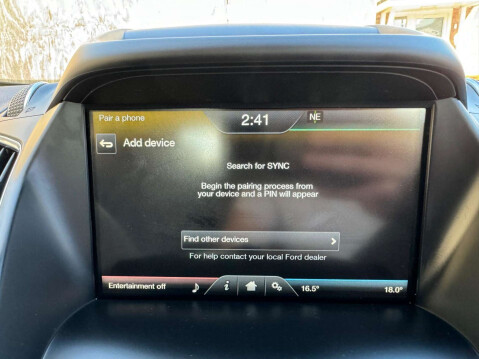 Pair a phone
2:41
NE
Add device
Search for SYNC
Begin the pairing process from
your device and a PIN will appear
Find other devices
For help contact your local Ford dealer
Entertainment off
16.5°
18.0°